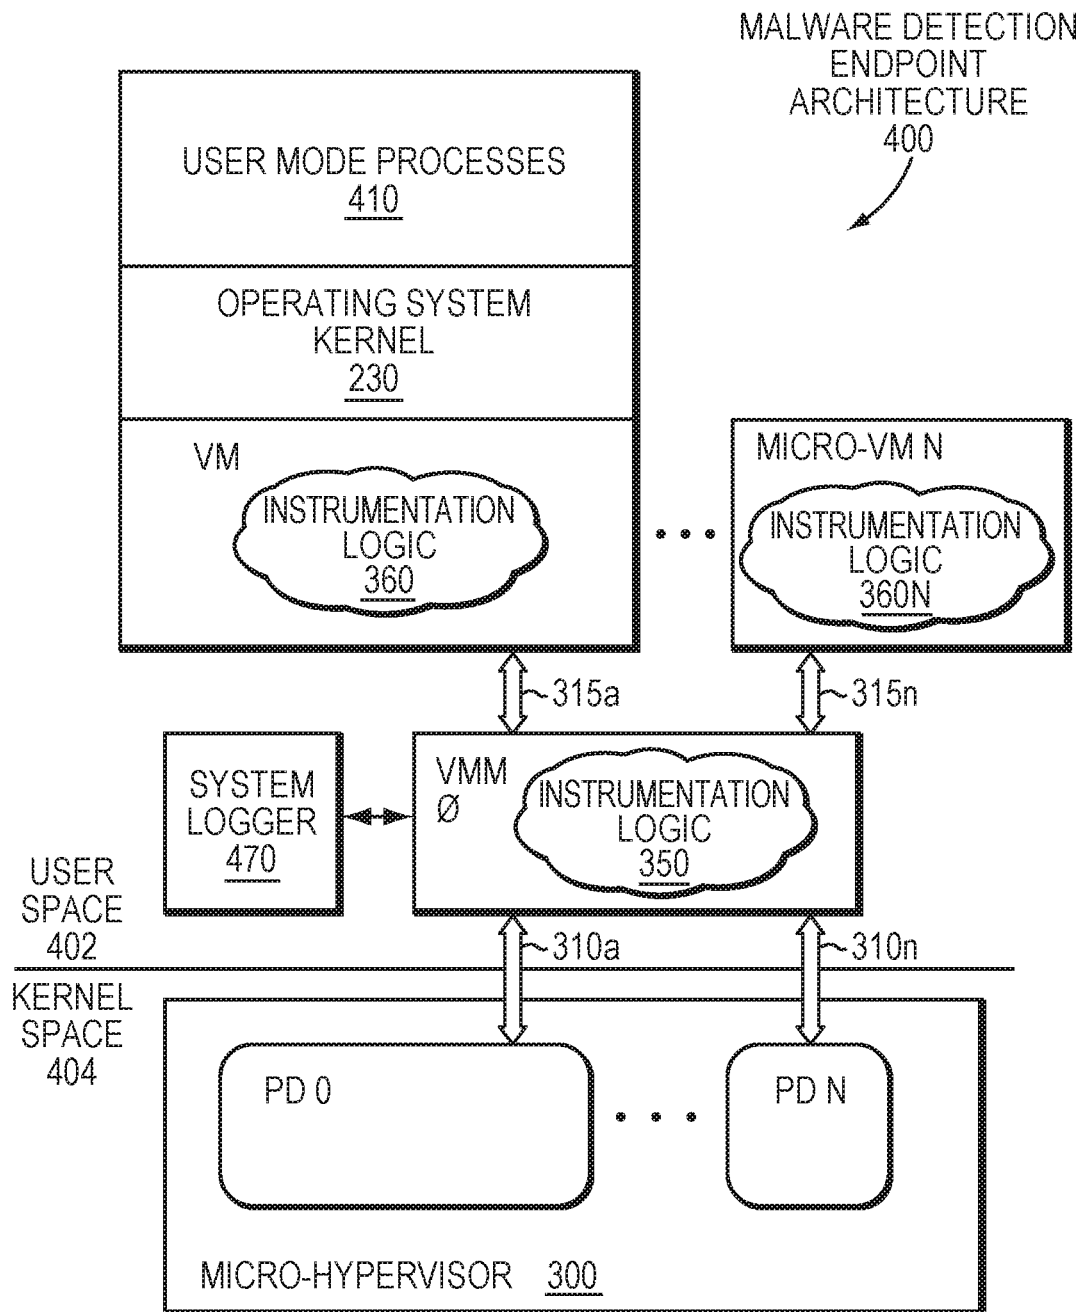 MALWARE DETECTION
ENDPOINT
ARCHITECTURE
400
USER MODE PROCESSES
410
OPERATING SYSTEM
KERNEL
230
VM
INSTRUMENTATION
LOGIC
360
MICRO-VM N
INSTRUMENTATION
LOGIC
360N
315a
315n
SYSTEM
LOGGER
470
VMM
Ø
INSTRUMENTATION
LOGIC
350
USER
SPACE
402
310a
310n
KERNEL
SPACE
404
PD 0
PD N
MICRO-HYPERVISOR 300